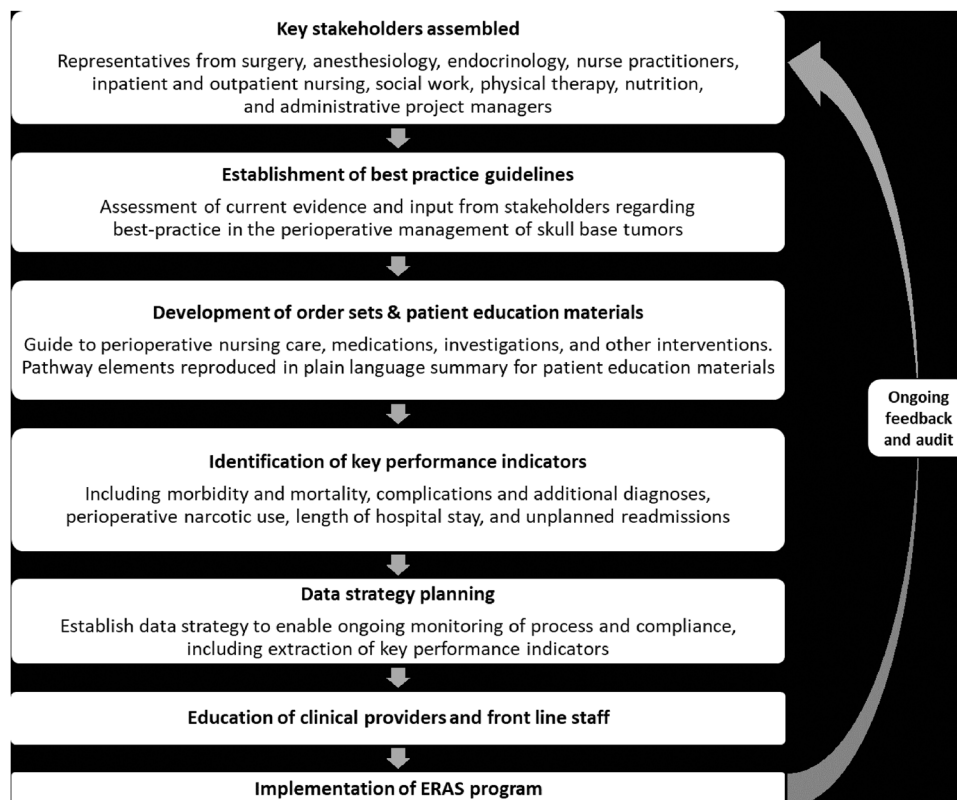 Key stakeholders assembled
Representatives from surgery, anesthesiology, endocrinology, nurse practitioners,
inpatient and outpatient nursing, social work, physical therapy, nutrition,
and administrative project managers
Establishment of best practice guidelines
Assessment of current evidence and input from stakeholders regarding
best-practice in the perioperative management of skull base tumors
Development of order sets & patient education materials
Guide to perioperative nursing care, medications, investigations, and other interventions.
Pathway elements reproduced in plain language summary for patient education materials
Identification of key performance indicators
Including morbidity and mortality, complications and additional diagnoses,
perioperative narcotic use, length of hospital stay, and unplanned readmissions
Data strategy planning
Establish data strategy to enable ongoing monitoring of process and compliance,
including extraction of key performance indicators
Education of clinical providers and front line staff
Implementation of ERAS program
Ongoing
feedback
and audit